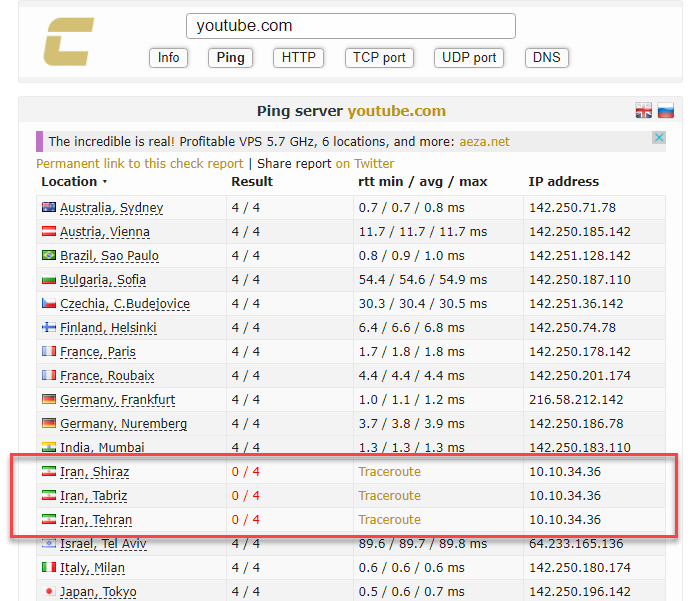 youtube.com
Info Ping HTTP TCP port UDP port DNS
Ping server youtube.com
The incredible is real! Profitable VPS 5.7 GHz, 6 locations, and more: aeza.net
Permanent link to this check report | Share report on Twitter
Location Result rtt min / avg / max IP address
Australia, Sydney 4 / 4 0.7 / 0.7 / 0.8 ms 142.250.71.78
Austria, Vienna 4 / 4 11.7 / 11.7 / 11.7 ms 142.250.185.142
Brazil, Sao Paulo 4 / 4 0.8 / 0.9 / 1.0 ms 142.251.128.142
Bulgaria, Sofia 4 / 4 54.4 / 54.6 / 54.9 ms 142.250.187.110
Czechia, C.Budejovice 4 / 4 30.3 / 30.4 / 30.5 ms 142.251.36.142
Finland, Helsinki 4 / 4 6.4 / 6.6 / 6.8 ms 142.250.74.78
France, Paris 4 / 4 1.7 / 1.8 / 1.8 ms 142.250.178.142
France, Roubaix 4 / 4 4.4 / 4.4 / 4.4 ms 142.250.201.174
Germany, Frankfurt 4 / 4 1.0 / 1.1 / 1.2 ms 216.58.212.142
Germany, Nuremberg 4 / 4 3.7 / 3.8 / 3.9 ms 142.250.186.78
India, Mumbai 4 / 4 1.3 / 1.3 / 1.3 ms 142.250.183.110
Iran, Shiraz 0 / 4 Traceroute 10.10.34.36
Iran, Tabriz 0 / 4 Traceroute 10.10.34.36
Iran, Tehran 0 / 4 Traceroute 10.10.34.36
Israel, Tel Aviv 4 / 4 89.6 / 89.7 / 89.8 ms 64.233.165.136
Italy, Milan 4 / 4 0.6 / 0.6 / 0.6 ms 142.250.180.174
Japan, Tokyo 4 / 4 0.5 / 0.6 / 0.7 ms 142.250.196.142